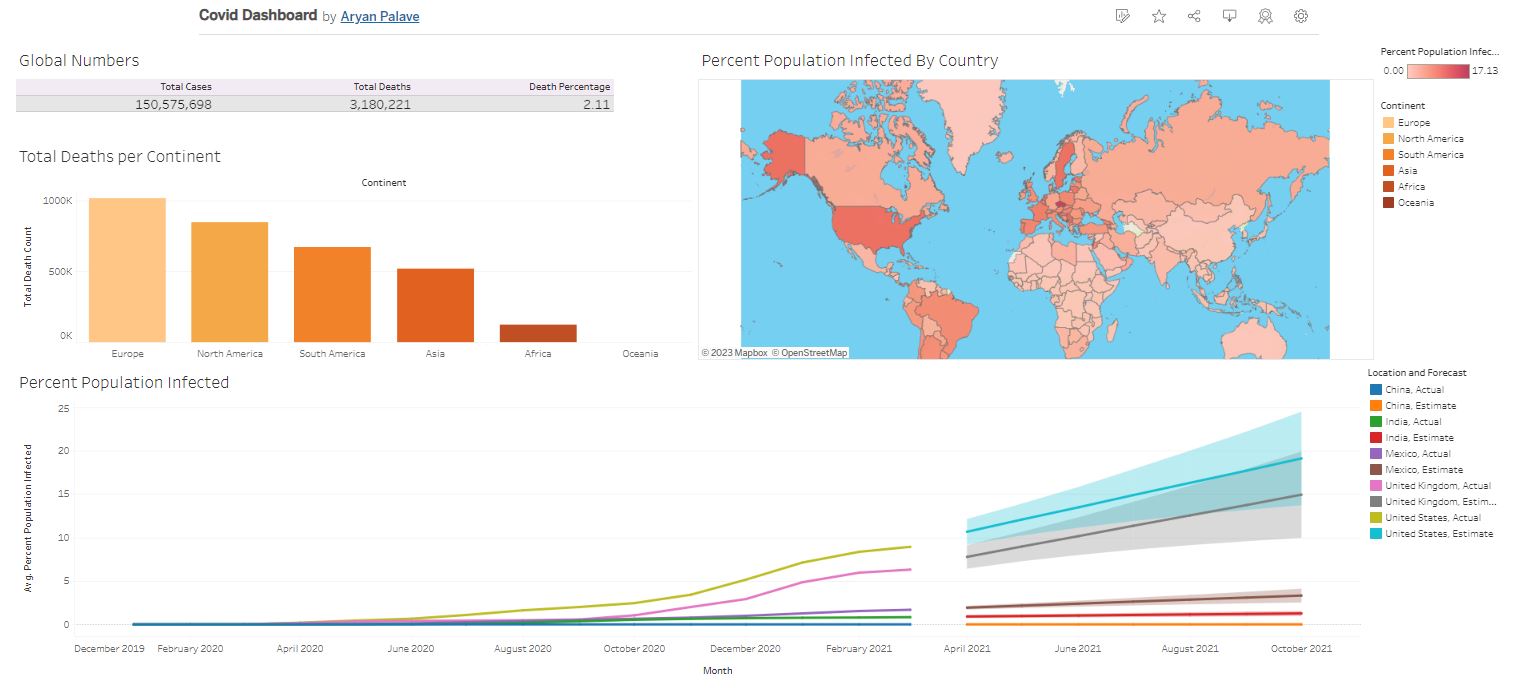 Covid Dashboard by Aryan Palave
Global Numbers
Total Cases Total Deaths Death Percentage
150,575,698 3,180,221 2.11
Total Deaths per Continent
Continent
Total Death Count
1000K
500K
0K
Europe North America South America Asia Africa Oceania
Percent Population Infected By Country
© 2023 Mapbox © OpenStreetMap
Percent Population Infec...
0.00 17.13
Continent
Europe
North America
South America
Asia
Africa
Oceania
Percent Population Infected
Avg. Percent Population Infected
25
20
15
10
5
0
December 2019 February 2020 April 2020 June 2020 August 2020 October 2020 December 2020 February 2021 April 2021 June 2021 August 2021 October 2021
Month
Location and Forecast
China, Actual
China, Estimate
India, Actual
India, Estimate
Mexico, Actual
Mexico, Estimate
United Kingdom, Actual
United Kingdom, Estim...
United States, Actual
United States, Estimate